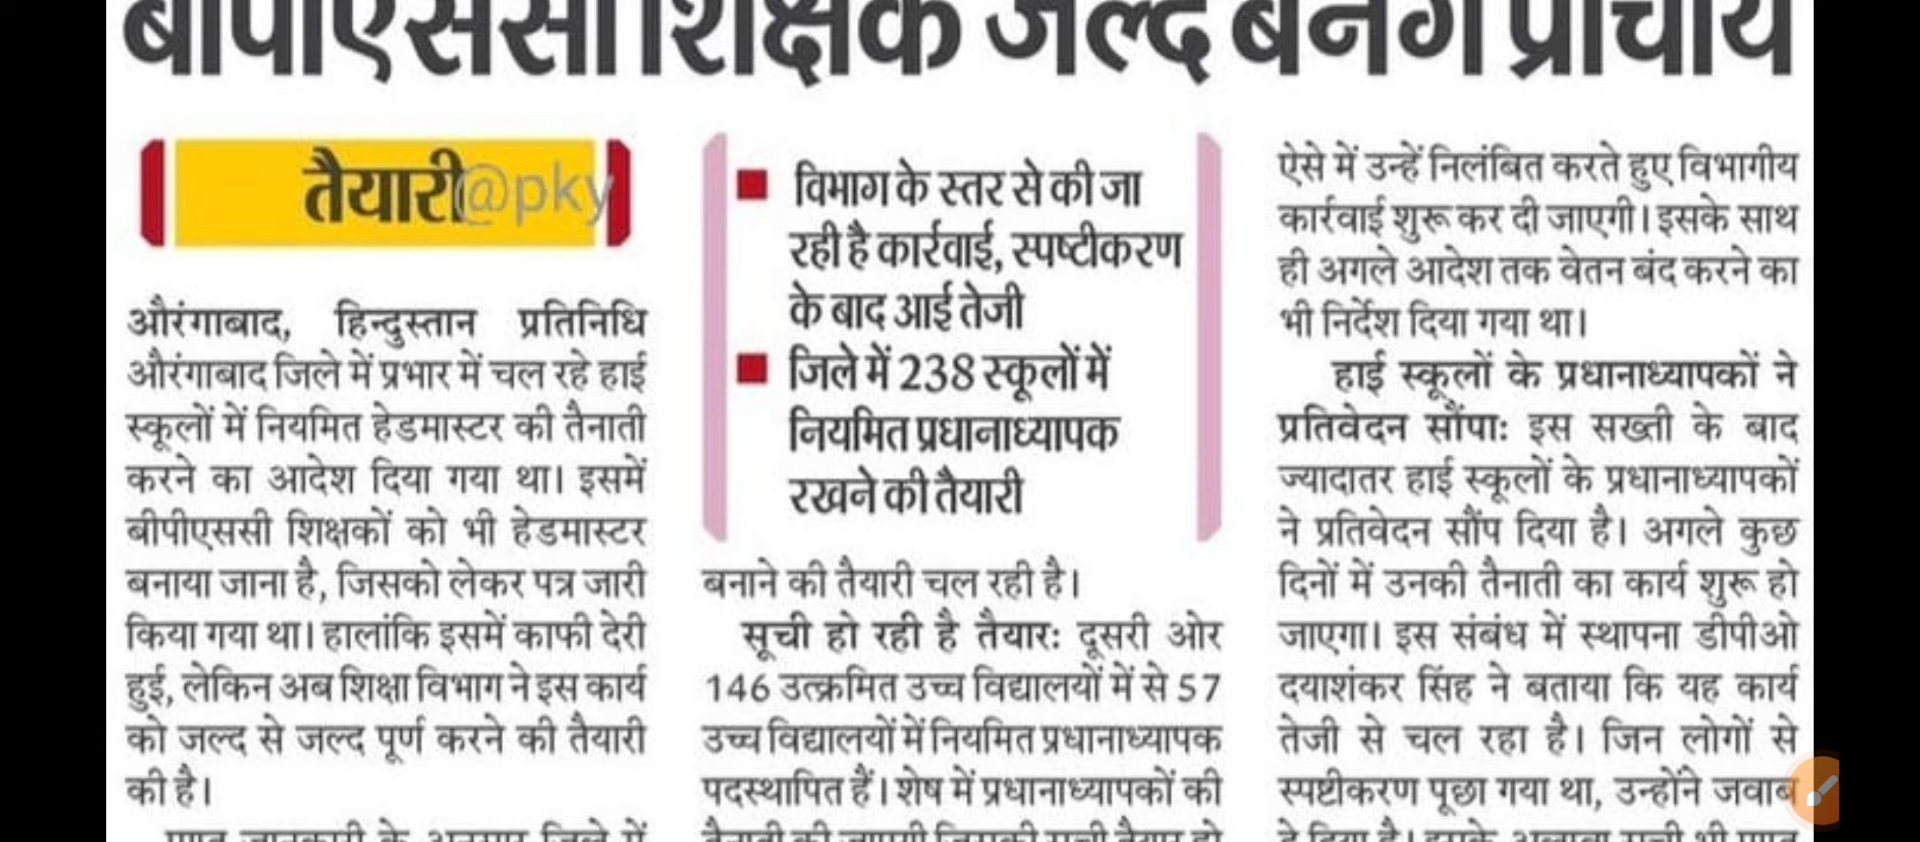 बीपीएससी शिक्षक जल्द बनेंगे प्राचार्य
तैयारी@pky
औरंगाबाद, हिन्दुस्तान प्रतिनिधि
औरंगाबाद जिले में प्रभार में चल रहे हाई
स्कूलों में नियमित हेडमास्टर की तैनाती
करने का आदेश दिया गया था। इसमें
बीपीएससी शिक्षकों को भी हेडमास्टर
बनाया जाना है, जिसको लेकर पत्र जारी
किया गया था। हालांकि इसमें काफी देरी
हुई, लेकिन अब शिक्षा विभाग ने इस कार्य
को जल्द से जल्द पूर्ण करने की तैयारी
की है।
■ विभाग के स्तर से की जा
रही है कार्रवाई, स्पष्टीकरण
के बाद आई तेजी
■ जिले में 238 स्कूलों में
नियमित प्रधानाध्यापक
रखने की तैयारी
बनाने की तैयारी चल रही है।
सूची हो रही है तैयारः दूसरी ओर
146 उत्क्रमित उच्च विद्यालयों में से 57
उच्च विद्यालयों में नियमित प्रधानाध्यापक
पदस्थापित हैं। शेष में प्रधानाध्यापकों की
ऐसे में उन्हें निलंबित करते हुए विभागीय
कार्रवाई शुरू कर दी जाएगी। इसके साथ
ही अगले आदेश तक वेतन बंद करने का
भी निर्देश दिया गया था।
हाई स्कूलों के प्रधानाध्यापकों ने
प्रतिवेदन सौंपाः इस सख्ती के बाद
ज्यादातर हाई स्कूलों के प्रधानाध्यापकों
ने प्रतिवेदन सौंप दिया है। अगले कुछ
दिनों में उनकी तैनाती का कार्य शुरू हो
जाएगा। इस संबंध में स्थापना डीपीओ
दयाशंकर सिंह ने बताया कि यह कार्य
तेजी से चल रहा है। जिन लोगों से
स्पष्टीकरण पूछा गया था, उन्होंने जवाब